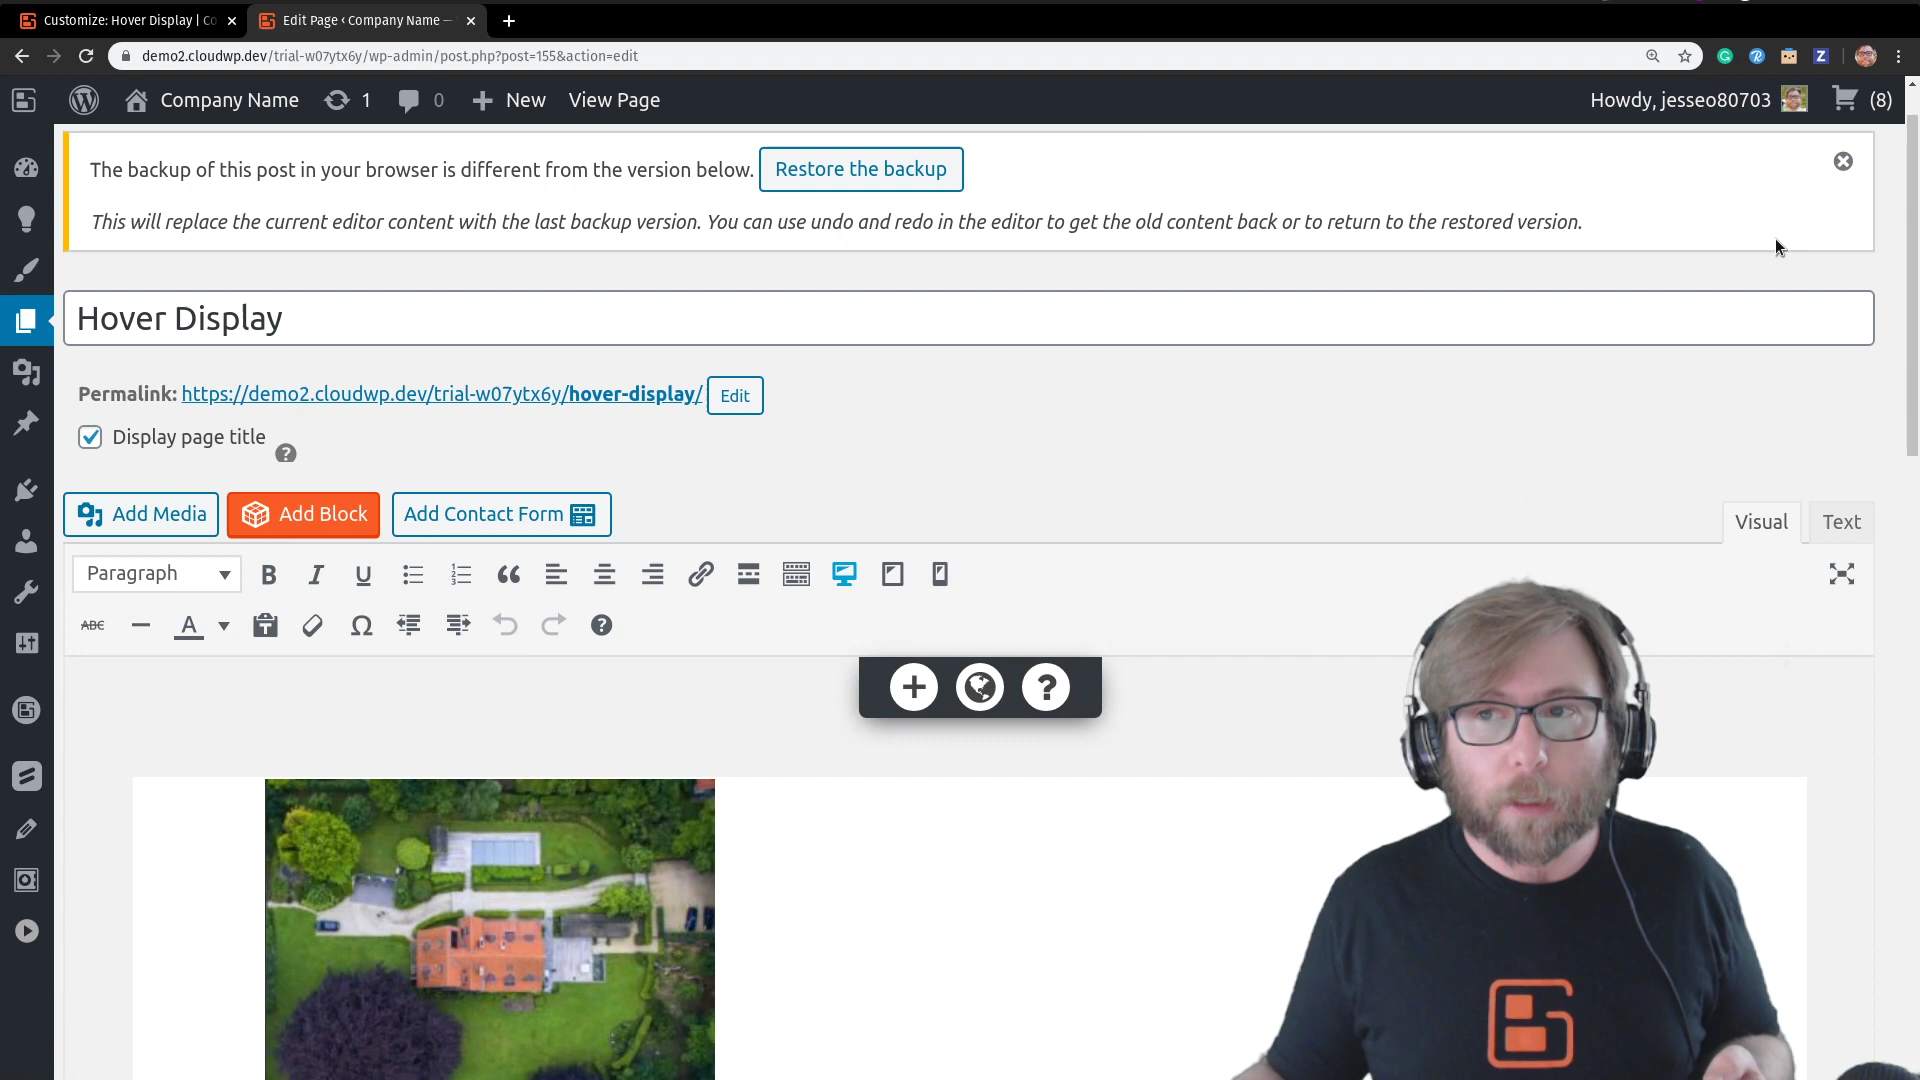 Customize: Hover Display | Co
Edit Page ‹ Company Name —
demo2.cloudwp.dev/trial-w07ytx6y/wp-admin/post.php?post=155&action=edit
Company Name 1 0 New View Page Howdy, jesseo80703 (8)
The backup of this post in your browser is different from the version below. Restore the backup
This will replace the current editor content with the last backup version. You can use undo and redo in the editor to get the old content back or to return to the restored version.
Hover Display
Permalink: https://demo2.cloudwp.dev/trial-w07ytx6y/hover-display/ Edit
Display page title ?
Add Media Add Block Add Contact Form Visual Text
Paragraph B I U
ABC A Ω ?
+ ?